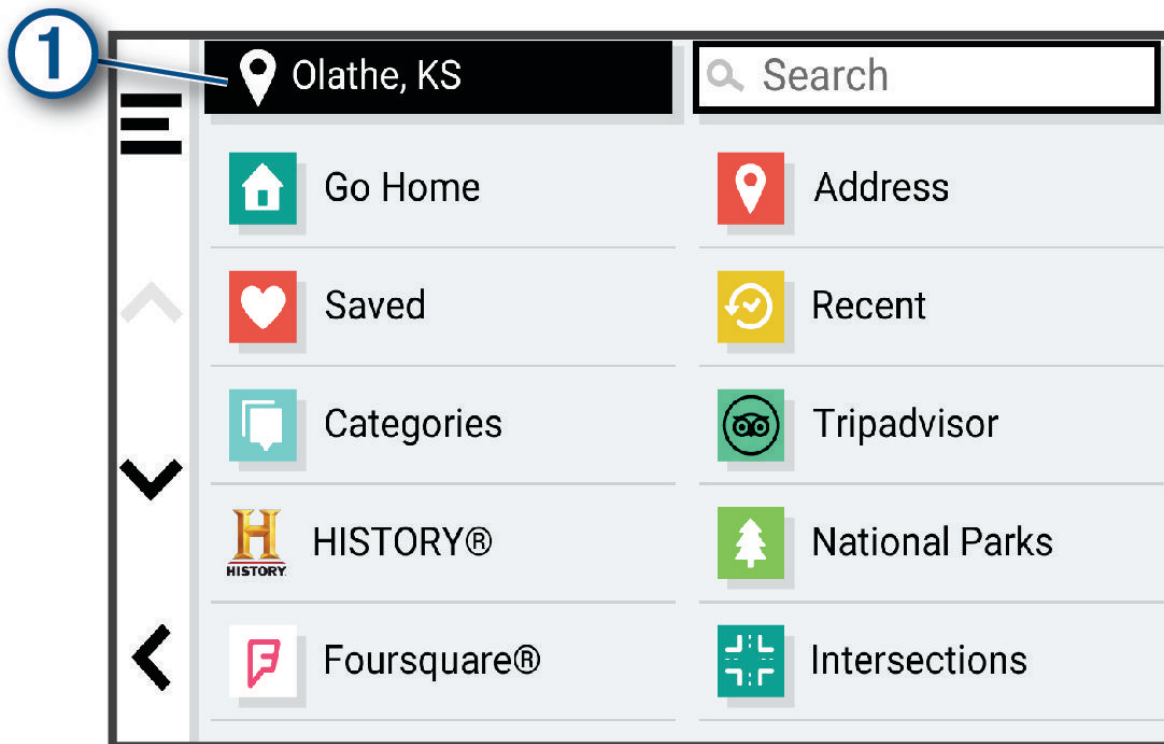 1
Olathe, KS
Search
Go Home
Address
Saved
Recent
Categories
Tripadvisor
H
HISTORY
HISTORY®
National Parks
Foursquare®
Intersections